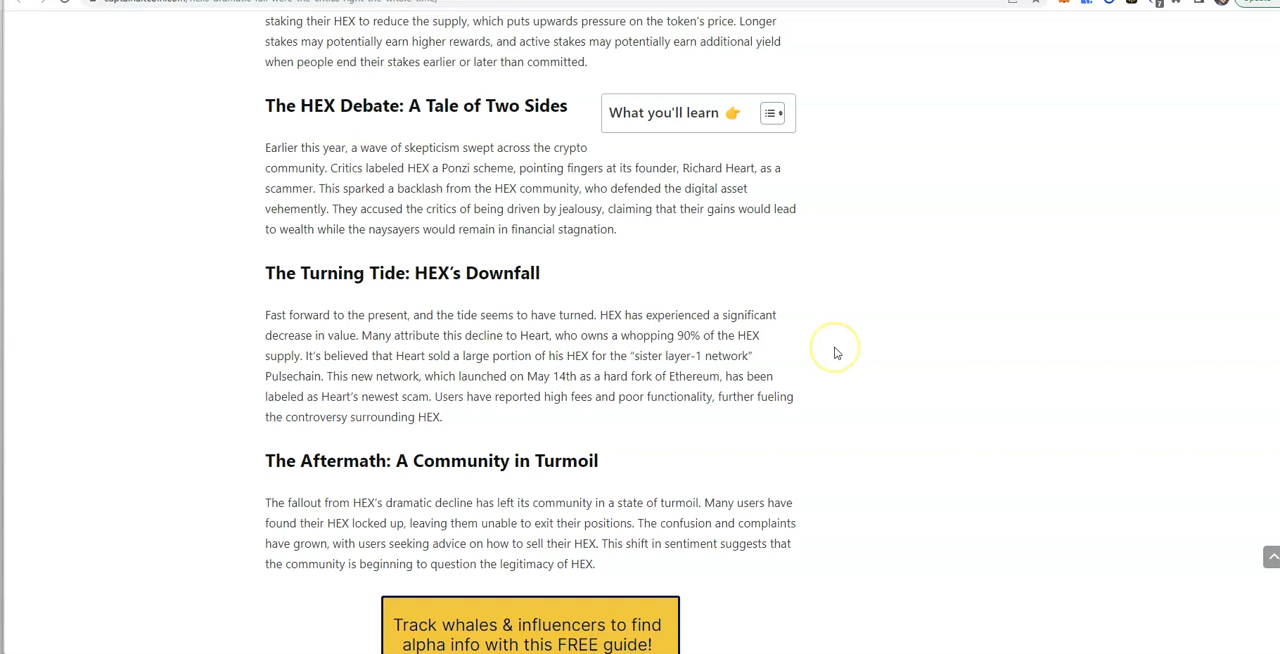 staking their HEX to reduce the supply, which puts upwards pressure on the token's price. Longer
stakes may potentially earn higher rewards, and active stakes may potentially earn additional yield
when people end their stakes earlier or later than committed.
The HEX Debate: A Tale of Two Sides
What you'll learn 👉
Earlier this year, a wave of skepticism swept across the crypto
community. Critics labeled HEX a Ponzi scheme, pointing fingers at its founder, Richard Heart, as a
scammer. This sparked a backlash from the HEX community, who defended the digital asset
vehemently. They accused the critics of being driven by jealousy, claiming that their gains would lead
to wealth while the naysayers would remain in financial stagnation.
The Turning Tide: HEX's Downfall
Fast forward to the present, and the tide seems to have turned. HEX has experienced a significant
decrease in value. Many attribute this decline to Heart, who owns a whopping 90% of the HEX
supply. It's believed that Heart sold a large portion of his HEX for the "sister layer-1 network"
Pulsechain. This new network, which launched on May 14th as a hard fork of Ethereum, has been
labeled as Heart's newest scam. Users have reported high fees and poor functionality, further fueling
the controversy surrounding HEX.
The Aftermath: A Community in Turmoil
The fallout from HEX's dramatic decline has left its community in a state of turmoil. Many users have
found their HEX locked up, leaving them unable to exit their positions. The confusion and complaints
have grown, with users seeking advice on how to sell their HEX. This shift in sentiment suggests that
the community is beginning to question the legitimacy of HEX.
Track whales & influencers to find
alpha info with this FREE guide!